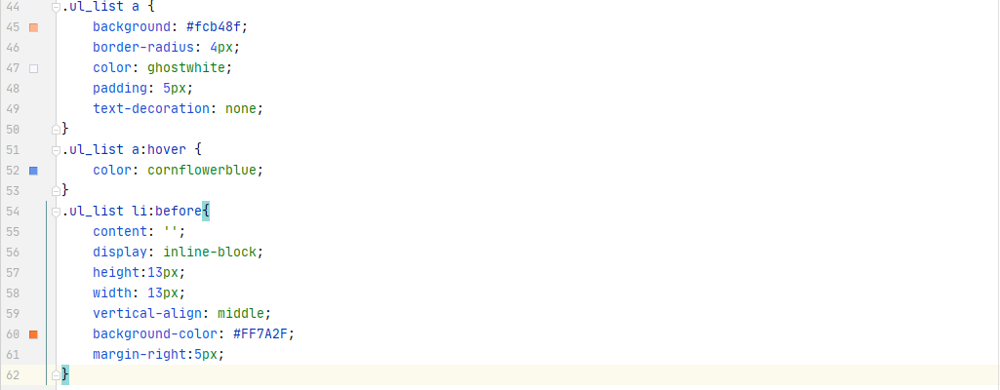 44 .ul_list a {
45 background: #fcb48f;
46 border-radius: 4px;
47 color: ghostwhite;
48 padding: 5px;
49 text-decoration: none;
50 }
51 .ul_list a:hover {
52 color: cornflowerblue;
53 }
54 .ul_list li:before{
55 content: '';
56 display: inline-block;
57 height:13px;
58 width: 13px;
59 vertical-align: middle;
60 background-color: #FF7A2F;
61 margin-right:5px;
62 }